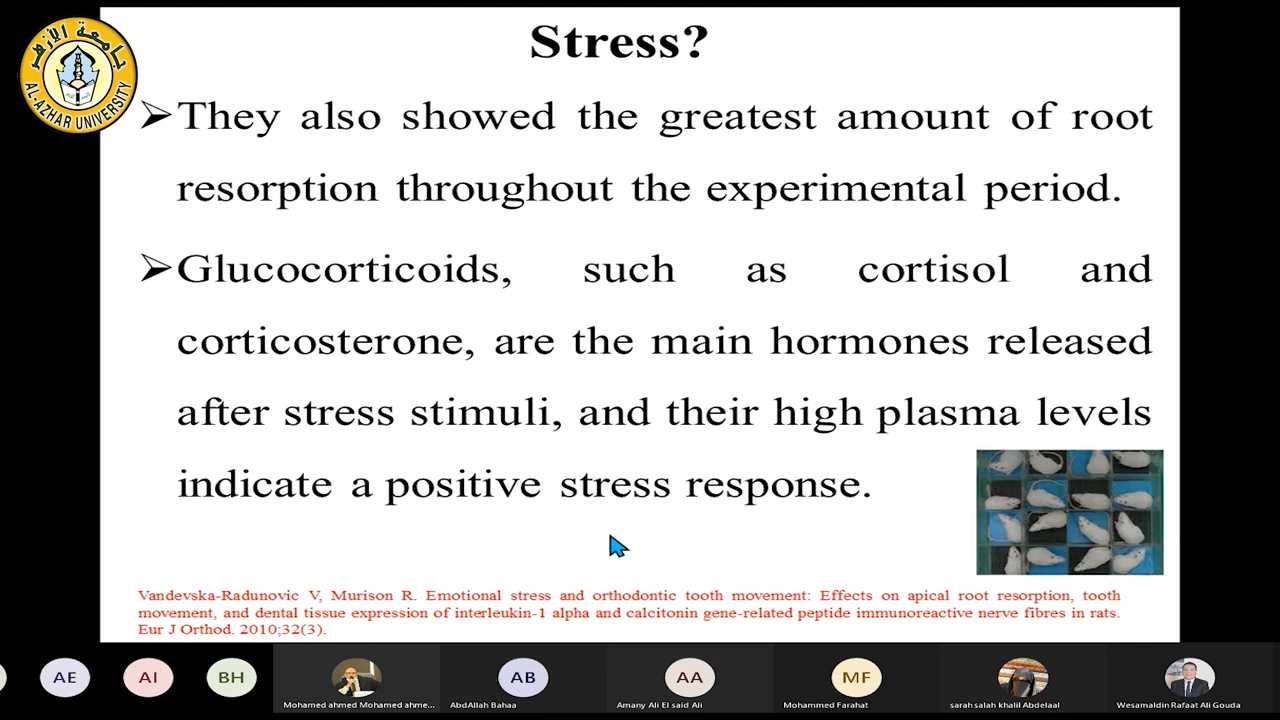 جامعة الأزهر
AL-AZHAR UNIVERSITY
Stress?
➢They also showed the greatest amount of root
resorption throughout the experimental period.
➢Glucocorticoids, such as cortisol and
corticosterone, are the main hormones released
after stress stimuli, and their high plasma levels
indicate a positive stress response.
Vandevska-Radunovic V, Murison R. Emotional stress and orthodontic tooth movement: Effects on apical root resorption, tooth
movement, and dental tissue expression of interleukin-1 alpha and calcitonin gene-related peptide immunoreactive nerve fibres in rats.
Eur J Orthod. 2010;32(3).
AE AI BH AB AA MF
Mohamed ahmed Mohamed ahme... AbdAllah Bahaa Amany Ali El said Ali Mohammed Farahat sarah salah khalil Abdelaal Wesamaldin Rafaat Ali Gouda